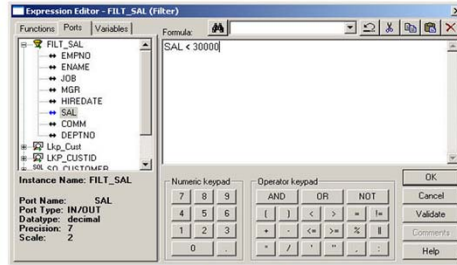 Expression Editor - FILT_SAL (Filter)
Functions Ports Variables
Formula:
FILT_SAL
EMPNO
ENAME
JOB
MGR
HIREDATE
SAL
COMM
DEPTNO
Lkp_Cust
LKP_CUSTID
SQL SQ_CUSTOMER
SAL < 30000
Instance Name: FILT_SAL
Port Name: SAL
Port Type: IN/OUT
Datatype: decimal
Precision: 7
Scale: 2
Numeric keypad
7 8 9
4 5 6
1 2 3
0 .
Operator keypad
AND OR NOT
( ) < > = !=
+ - <= >= % ||
* / ' " . :
OK
Cancel
Validate
Comments
Help